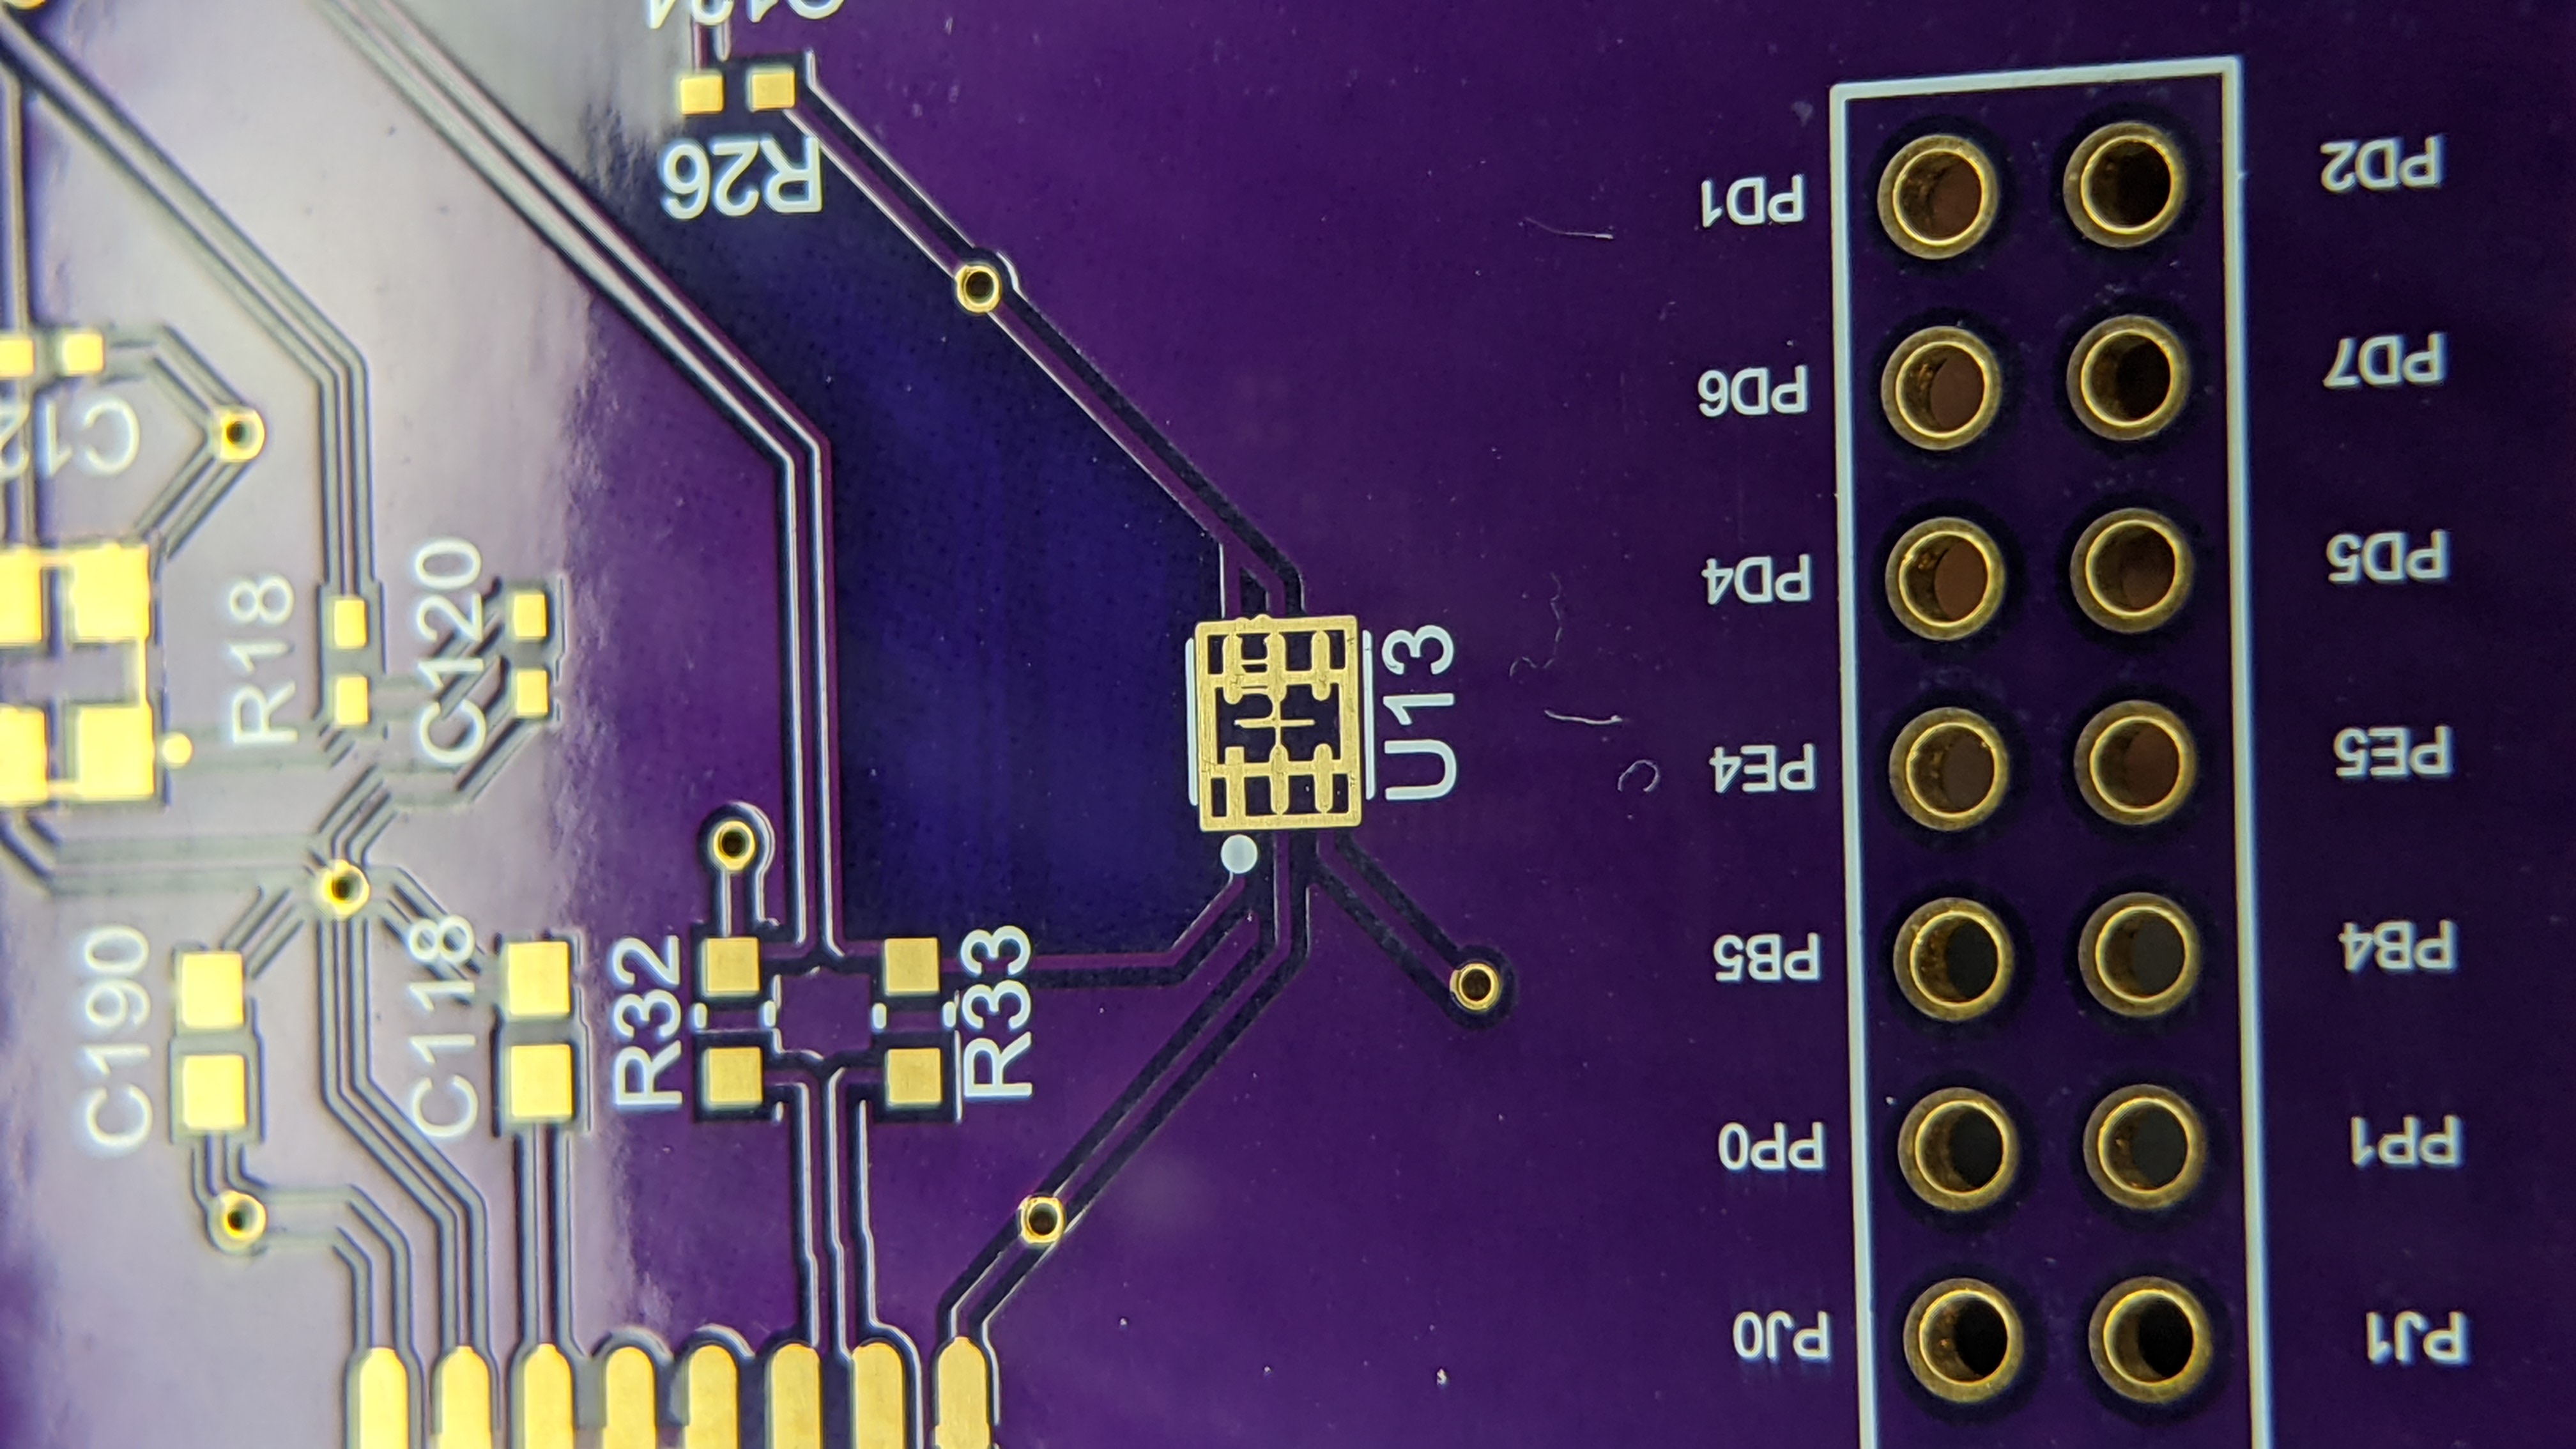 C190
C12
R18
C118
C120
R32
R26
R33
U13
PJ0 PP0 PB5 PE4 PD4 PD6 PD1
PJ1 PP1 PB4 PE5 PD5 PD7 PD2